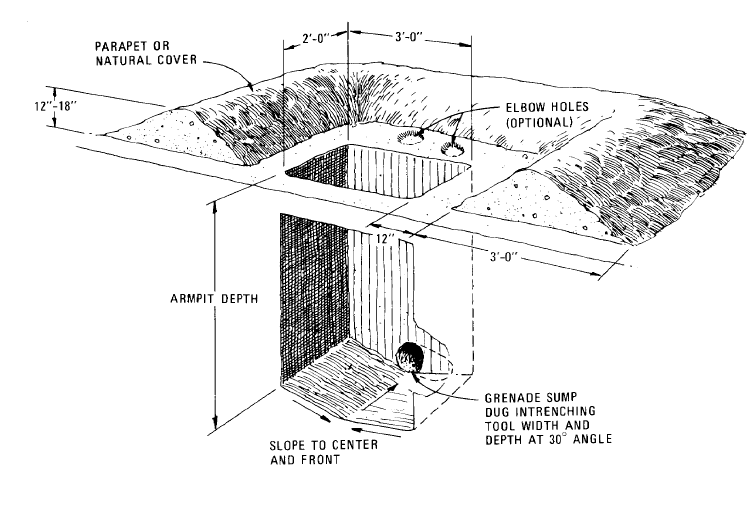 2'-0"
3'-0"
PARAPET OR
NATURAL COVER
12"-18"
ELBOW HOLES
(OPTIONAL)
12"
3'-0"
ARMPIT DEPTH
GRENADE SUMP
DUG INTRENCHING
TOOL WIDTH AND
DEPTH AT 30° ANGLE
SLOPE TO CENTER
AND FRONT